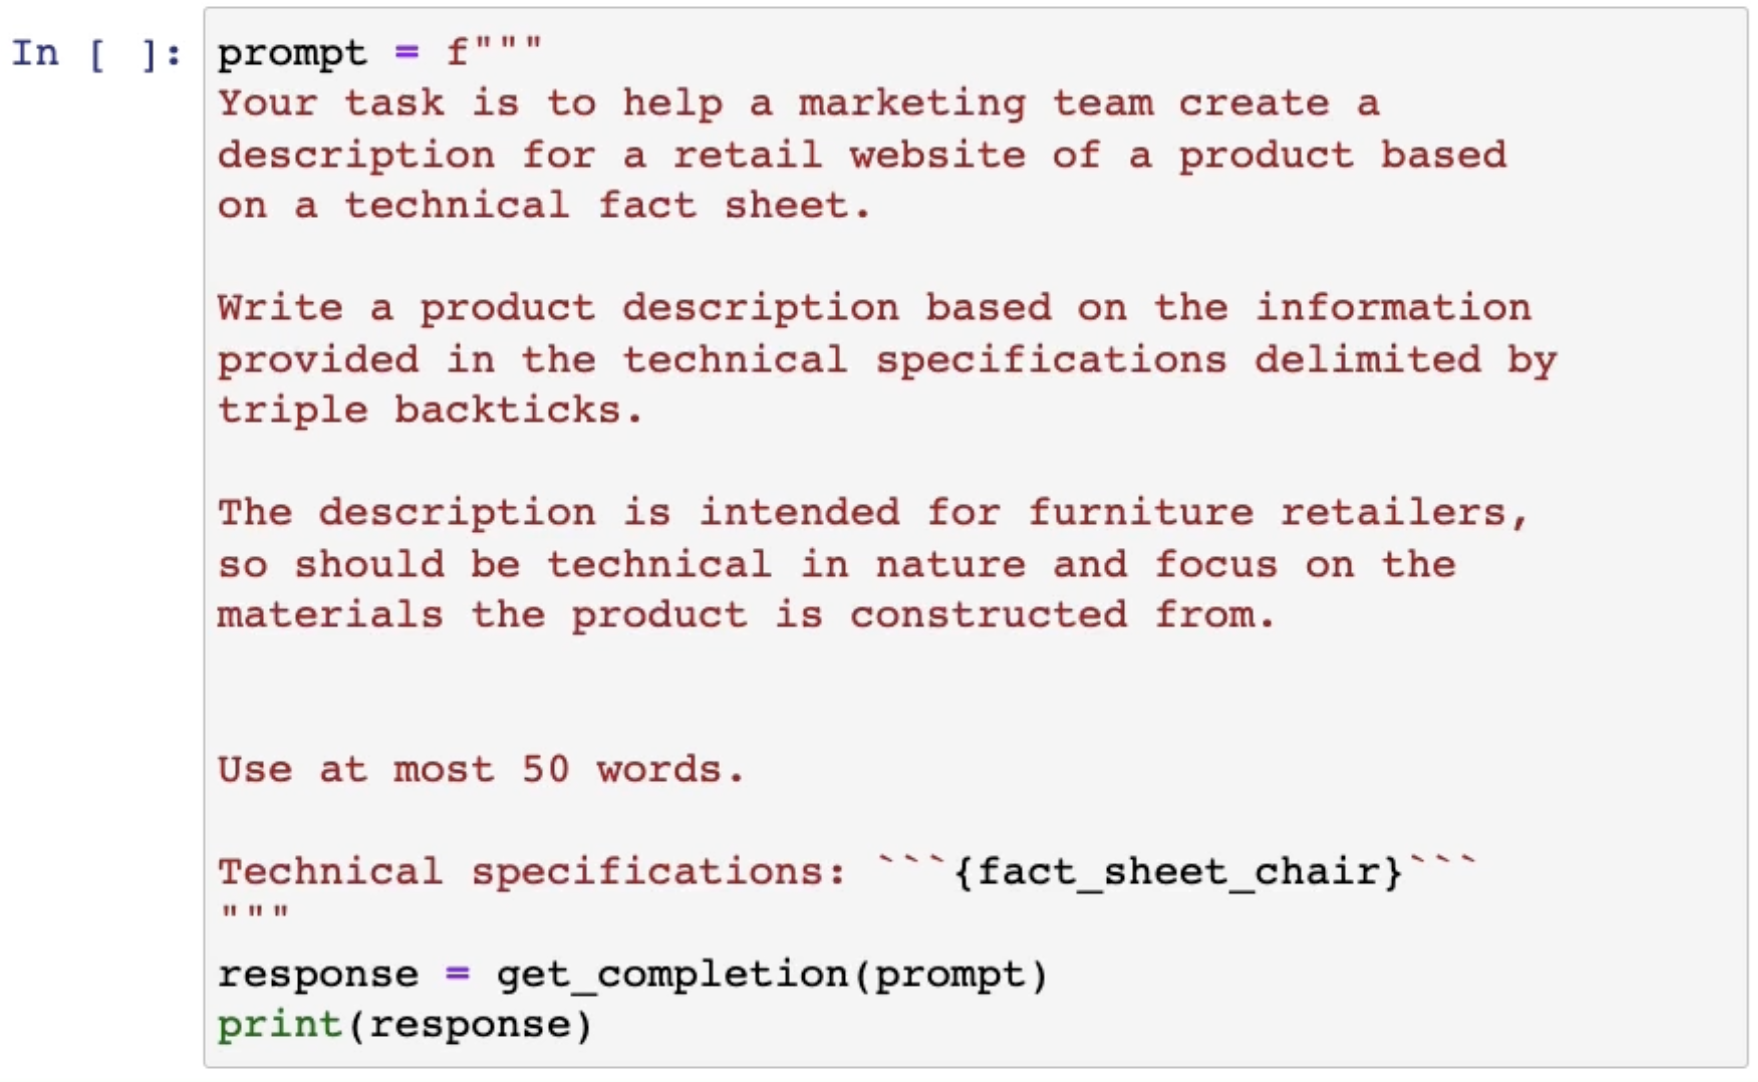 In [ ]: prompt = f"""
Your task is to help a marketing team create a
description for a retail website of a product based
on a technical fact sheet.

Write a product description based on the information
provided in the technical specifications delimited by
triple backticks.

The description is intended for furniture retailers,
so should be technical in nature and focus on the
materials the product is constructed from.

Use at most 50 words.

Technical specifications: ```{fact_sheet_chair}```
"""
response = get_completion(prompt)
print(response)